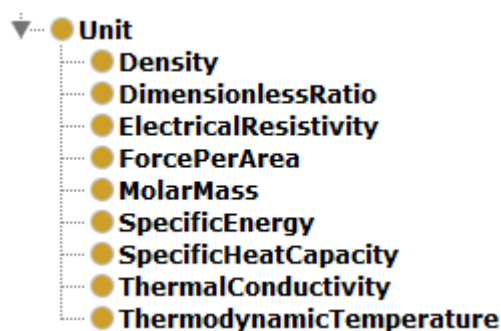 Unit
Density
DimensionlessRatio
ElectricalResistivity
ForcePerArea
MolarMass
SpecificEnergy
SpecificHeatCapacity
ThermalConductivity
ThermodynamicTemperature